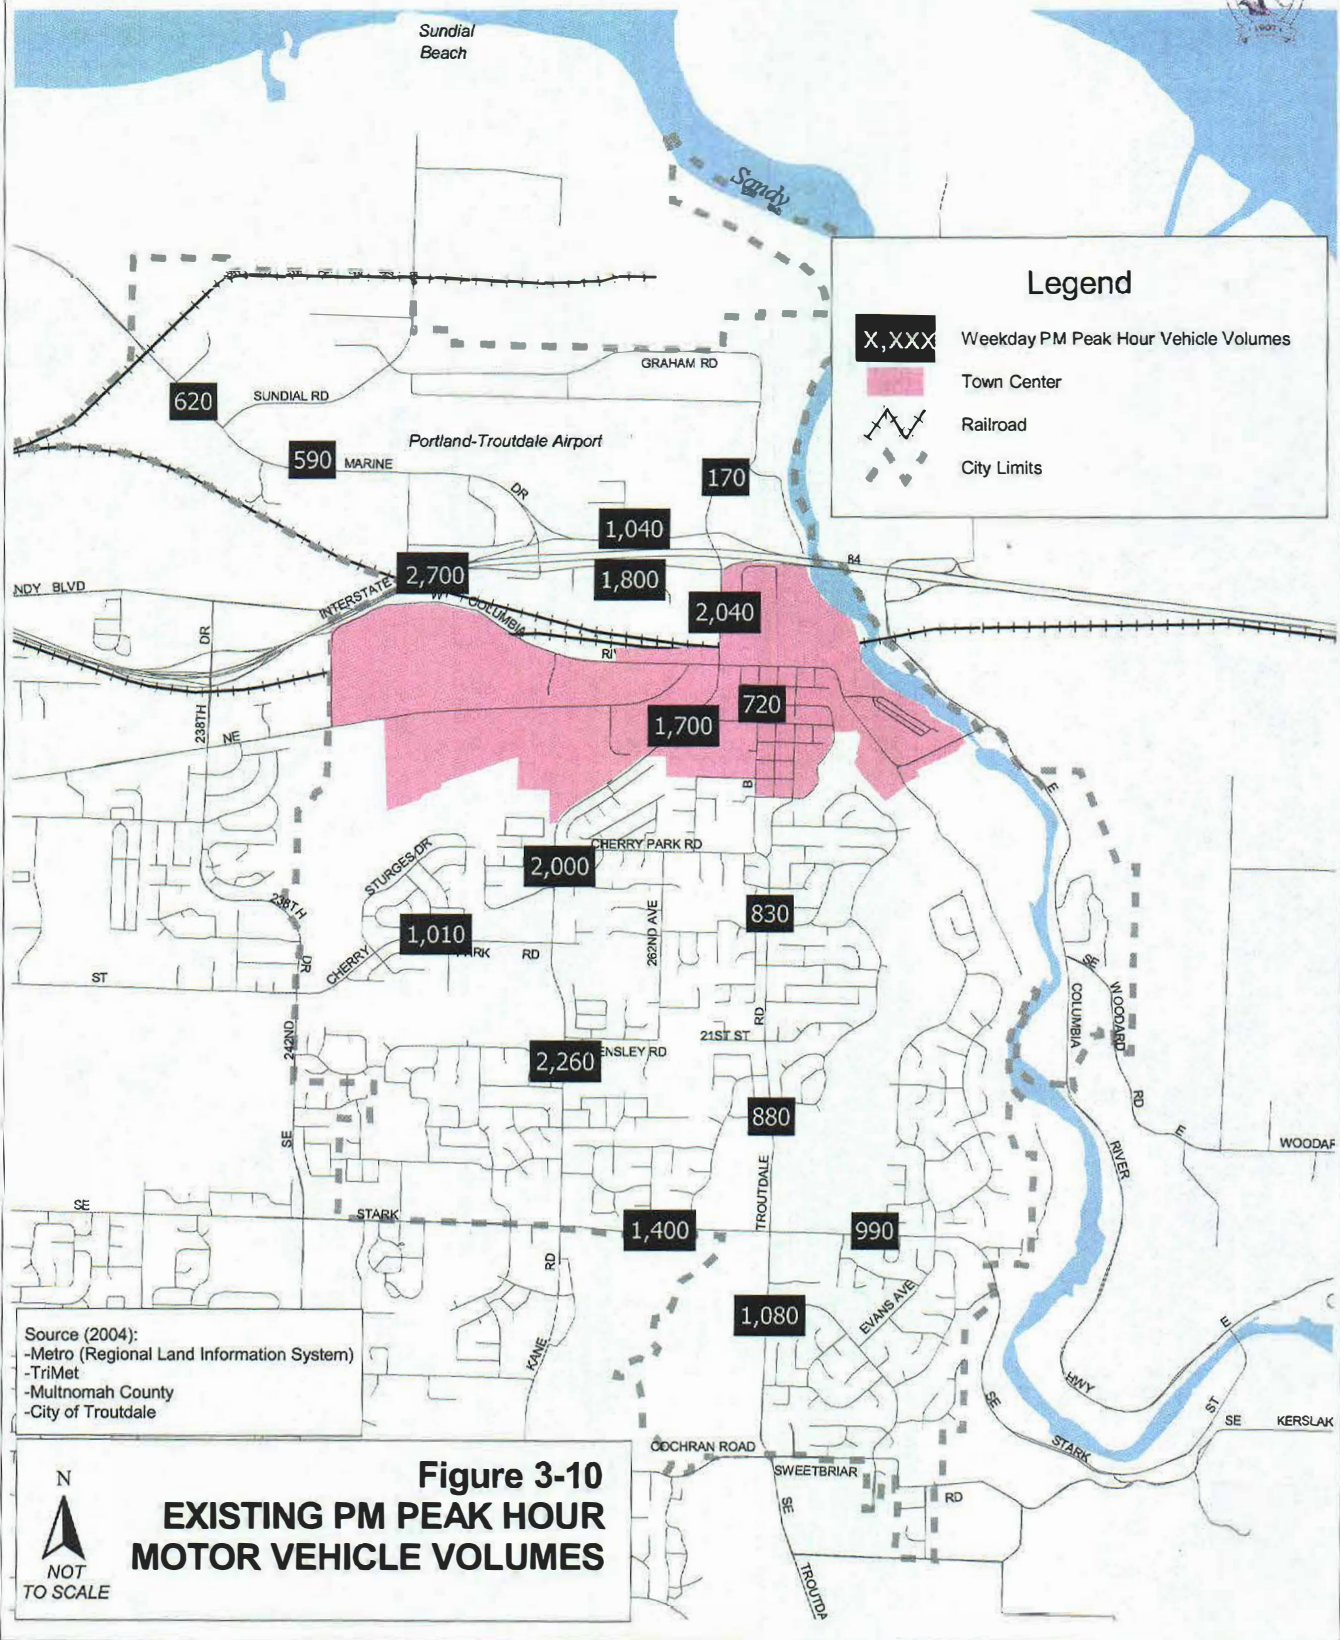 1907
Sundial
Beach
Sandy
Legend
X,XXX Weekday PM Peak Hour Vehicle Volumes
Town Center
Railroad
City Limits
GRAHAM RD
620
SUNDIAL RD
Portland-Troutdale Airport
590
MARINE
DR
170
1,040
2,700
1,800
84
2,040
NDY BLVD
INTERSTATE
W
COLUMBIA
RI
DR
238TH
NE
720
1,700
B
E
CHERRY PARK RD
2,000
STURGES DR
238TH
DR
1,010
830
262ND AVE
CHERRY
PARK
RD
ST
SE
WOODARD
COLUMBIA
RD
242ND
21ST ST
ENSLEY RD
2,260
880
RD
E
WOODAR
SE
RIVER
TROUTDALE
SE
STARK
1,400
990
RD
1,080
EVANS AVE
KANE
E
HWY
ST
SE
KERSLAK
SE
STARK
Source (2004):
-Metro (Regional Land Information System)
-TriMet
-Multnomah County
-City of Troutdale
COCHRAN ROAD
SWEETBRIAR
RD
SE
TROUTDA
N
NOT
TO SCALE
Figure 3-10
EXISTING PM PEAK HOUR
MOTOR VEHICLE VOLUMES